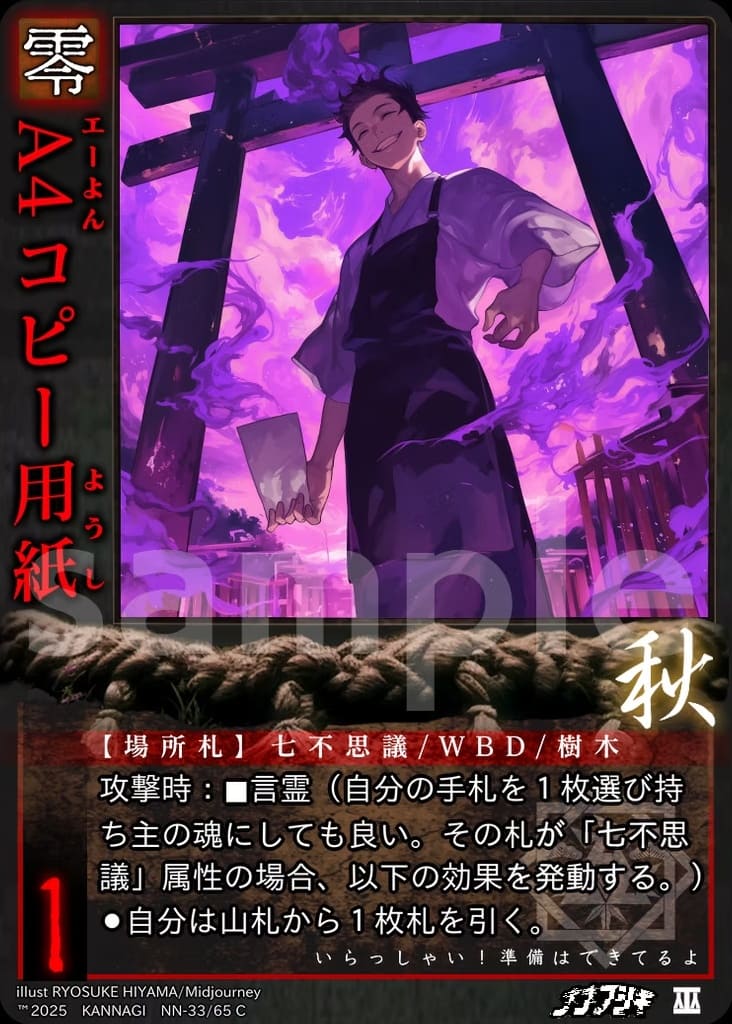 零
A4コピー用紙
エーよん
ようし
sample
秋
【場所札】七不思議/WBD/樹木
攻撃時：■言霊（自分の手札を１枚選び持
ち主の魂にしても良い。その札が「七不思
議」属性の場合、以下の効果を発動する。）
●自分は山札から１枚札を引く。
1
いらっしゃい！準備はできてるよ
illust RYOSUKE HIYAMA/Midjourney
™2025 KANNAGI NN-33/65 C